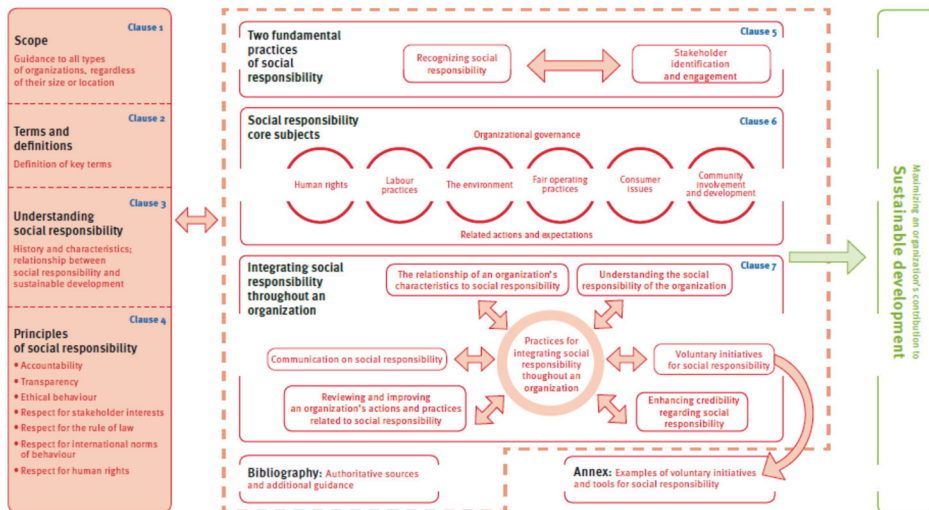 Clause 1
Scope
Guidance to all types
of organizations, regardless
of their size or location
Clause 2
Terms and
definitions
Definition of key terms
Clause 3
Understanding
social responsibility
History and characteristics;
relationship between
social responsibility and
sustainable development
Clause 4
Principles
of social responsibility
• Accountability
• Transparency
• Ethical behaviour
• Respect for stakeholder interests
• Respect for the rule of law
• Respect for international norms
of behaviour
• Respect for human rights
Two fundamental
practices
of social
responsibility
Clause 5
Recognizing social
responsibility
Stakeholder
identification
and engagement
Social responsibility
core subjects
Clause 6
Organizational governance
Human rights
Labour
practices
The environment
Fair operating
practices
Consumer
issues
Community
involvement
and development
Related actions and expectations
Integrating social
responsibility
throughout an
organization
Clause 7
The relationship of an organization's
characteristics to social responsibility
Understanding the social
responsibility of the organization
Practices for
integrating social
responsibility
thoughout an
organization
Communication on social responsibility
Voluntary initiatives
for social responsibility
Reviewing and improving
an organization's actions and practices
related to social responsibility
Enhancing credibility
regarding social
responsibility
Bibliography: Authoritative sources
and additional guidance
Annex: Examples of voluntary initiatives
and tools for social responsibility
Maximizing an organization's contribution to
Sustainable development